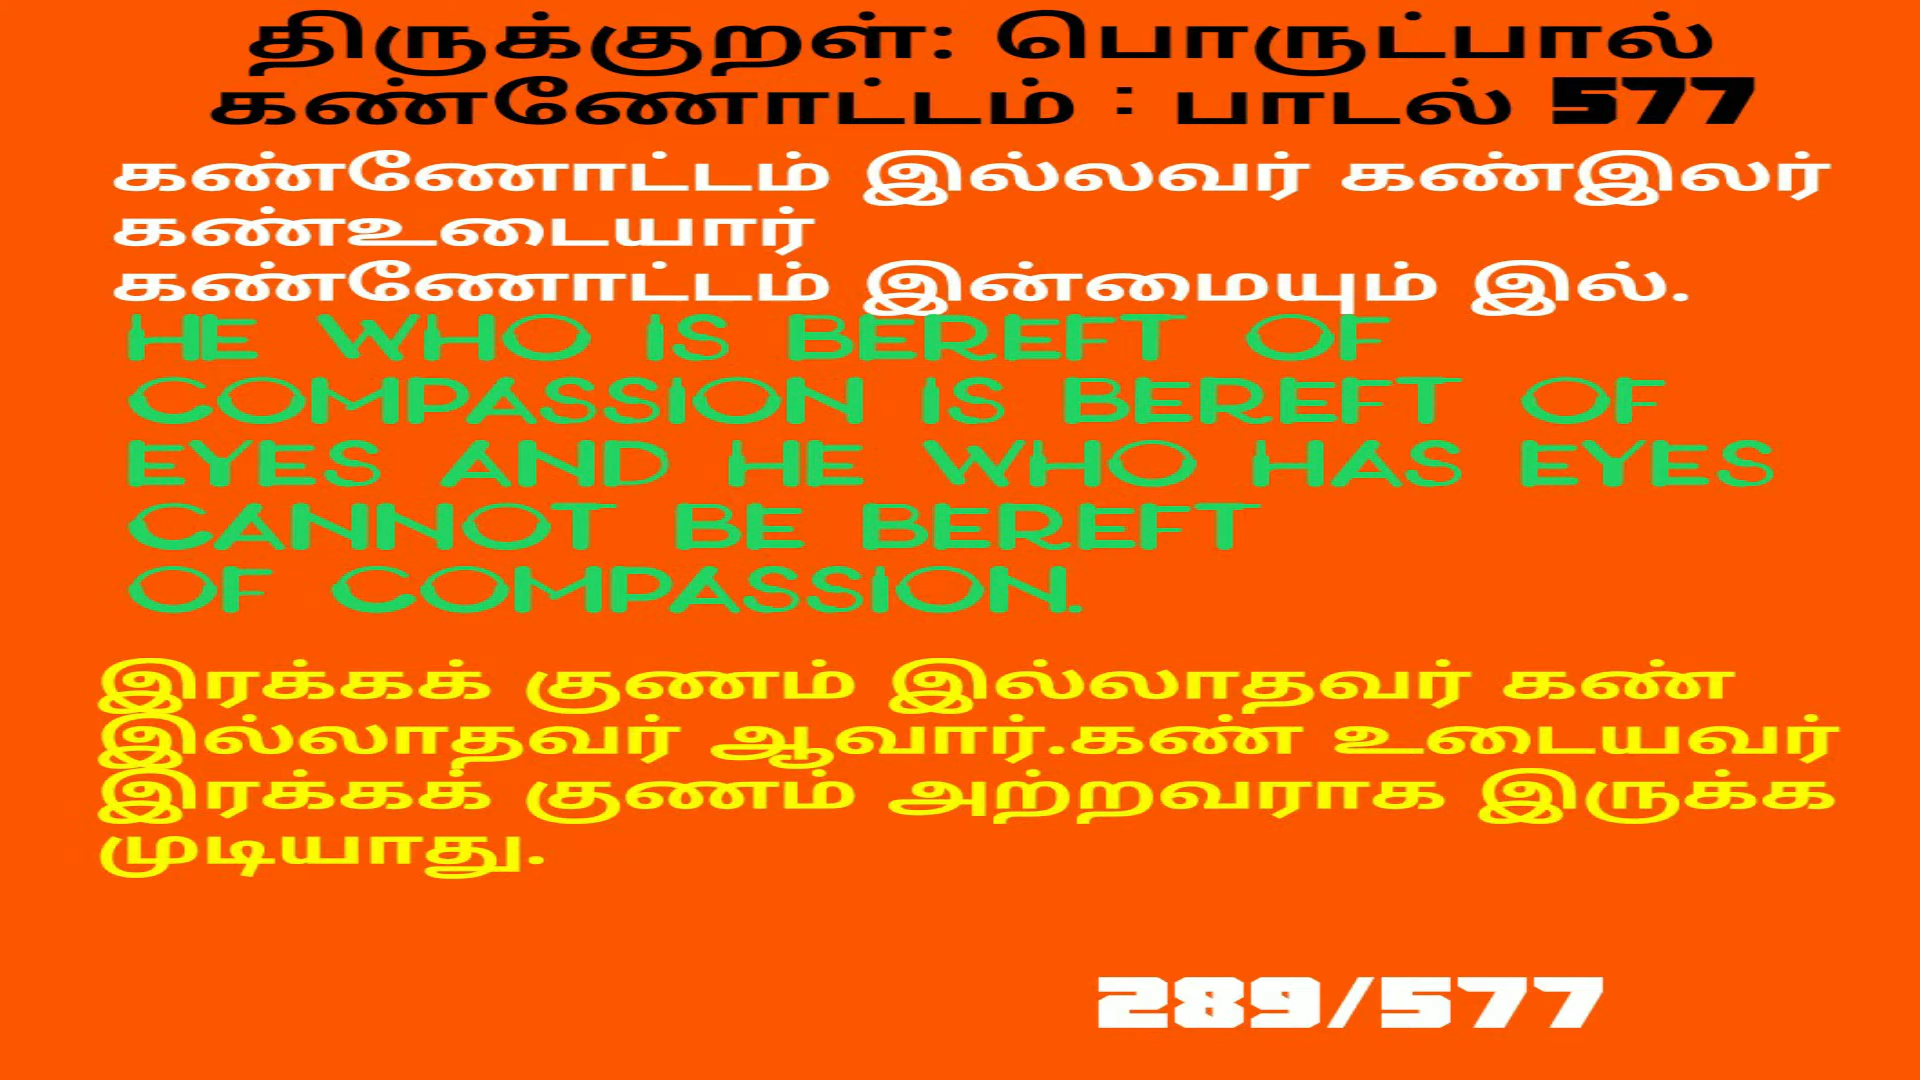 திருக்குறள்: பொருட்பால்
கண்ணோட்டம் : பாடல் 577
கண்ணோட்டம் இல்லவர் கண்இலர்
கண்உடையார்
கண்ணோட்டம் இன்மையும் இல்.
HE WHO IS BEREFT OF
COMPASSION IS BEREFT OF
EYES AND HE WHO HAS EYES
CANNOT BE BEREFT
OF COMPASSION.
இரக்கக் குணம் இல்லாதவர் கண்
இல்லாதவர் ஆவார்.கண் உடையவர்
இரக்கக் குணம் அற்றவராக இருக்க
முடியாது.
289/577